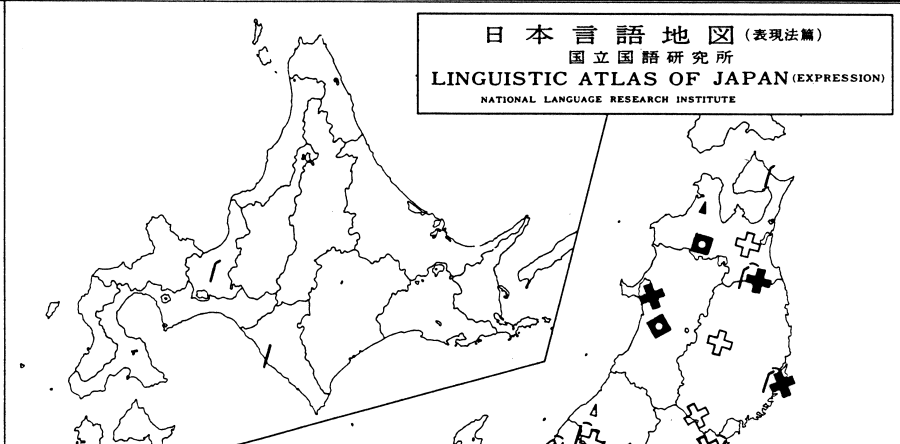 日本言語地図(表現法篇)
国立国語研究所
LINGUISTIC ATLAS OF JAPAN (EXPRESSION)
NATIONAL LANGUAGE RESEARCH INSTITUTE